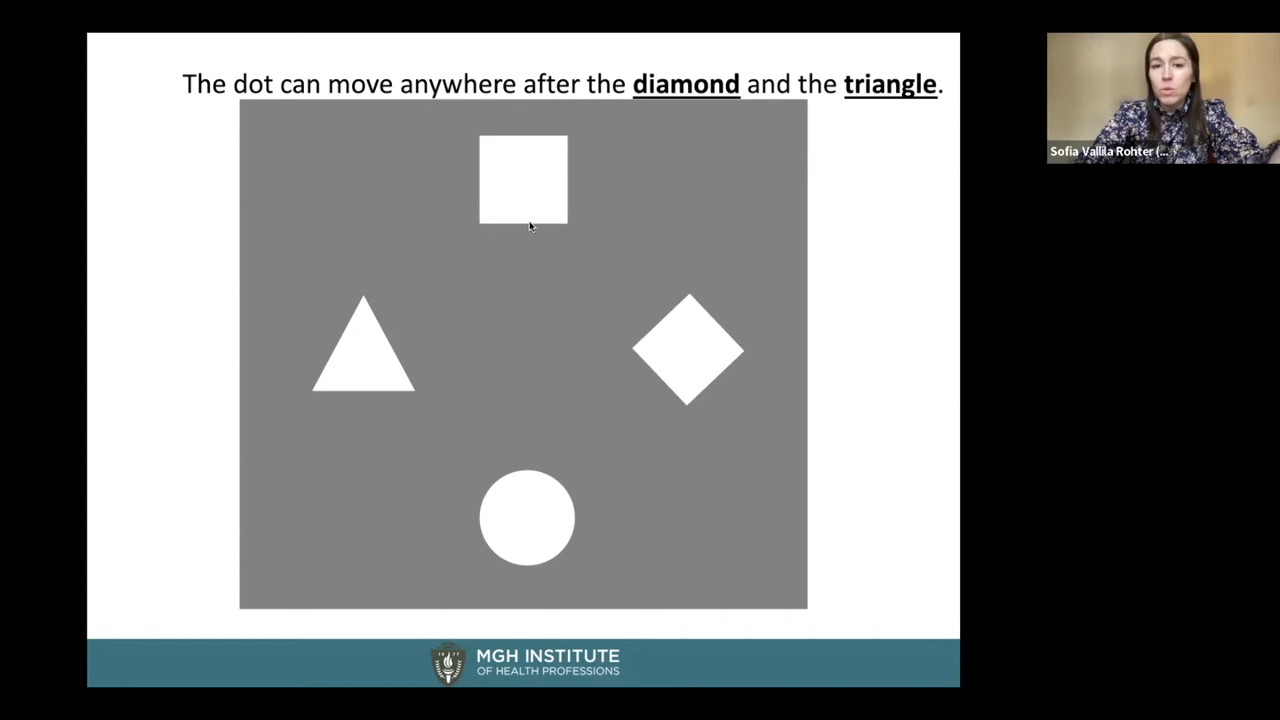 The dot can move anywhere after the diamond and the triangle.
Sofia Vallila Rohter (...
MGH INSTITUTE
OF HEALTH PROFESSIONS